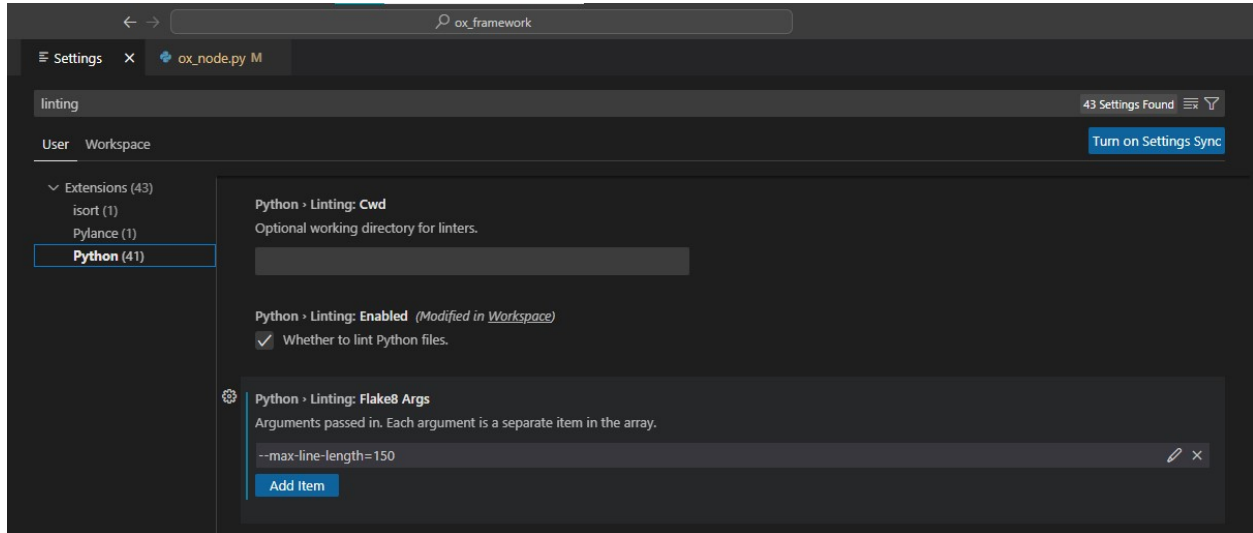 ox_framework
Settings
ox_node.py M
linting
43 Settings Found
User Workspace
Turn on Settings Sync
Extensions (43)
isort (1)
Pylance (1)
Python (41)
Python › Linting: Cwd
Optional working directory for linters.
Python › Linting: Enabled (Modified in Workspace)
Whether to lint Python files.
Python › Linting: Flake8 Args
Arguments passed in. Each argument is a separate item in the array.
--max-line-length=150
Add Item